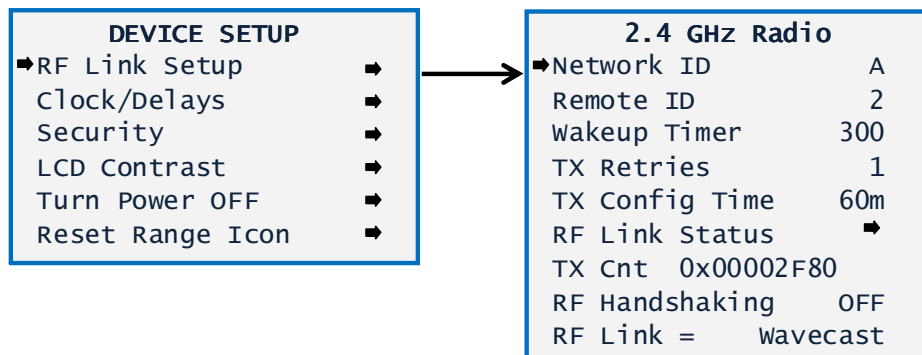 DEVICE SETUP
RF Link Setup
Clock/Delays
Security
LCD Contrast
Turn Power OFF
Reset Range Icon
2.4 GHz Radio
Network ID A
Remote ID 2
Wakeup Timer 300
TX Retries 1
TX Config Time 60m
RF Link Status
TX Cnt 0x00002F80
RF Handshaking OFF
RF Link = Wavecast